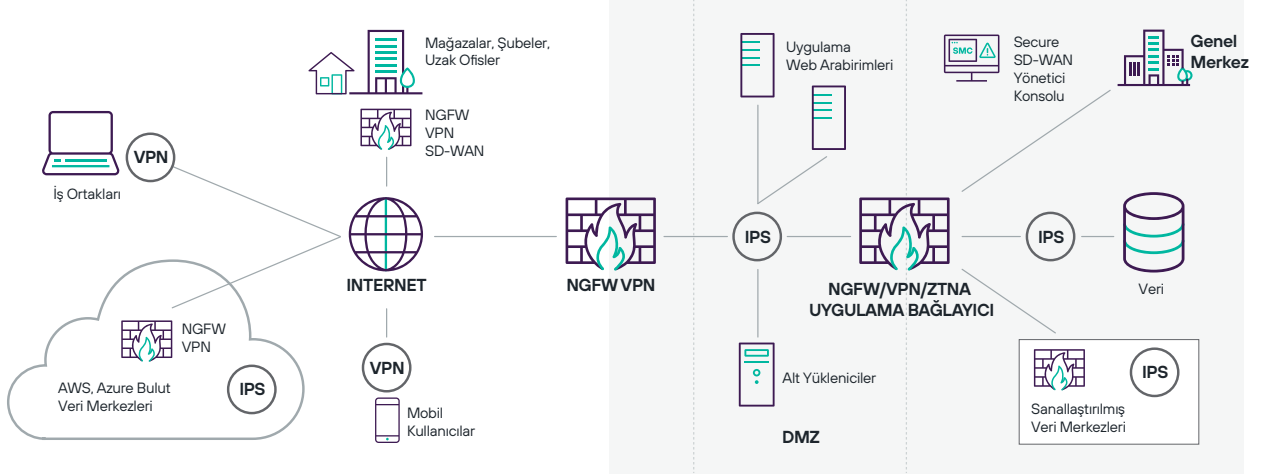 Mağazalar, Şubeler,
Uzak Ofisler
NGFW
VPN
SD-WAN
VPN
İş Ortakları
INTERNET
NGFW
VPN
AWS, Azure Bulut
Veri Merkezleri
IPS
VPN
Mobil
Kullanıcılar
NGFW VPN
Uygulama
Web Arabirimleri
IPS
Alt Yükleniciler
DMZ
SMC
Secure
SD-WAN
Yönetici
Konsolu
Genel
Merkez
NGFW/VPN/ZTNA
UYGULAMA BAĞLAYICI
IPS
Veri
IPS
Sanallaştırılmış
Veri Merkezleri